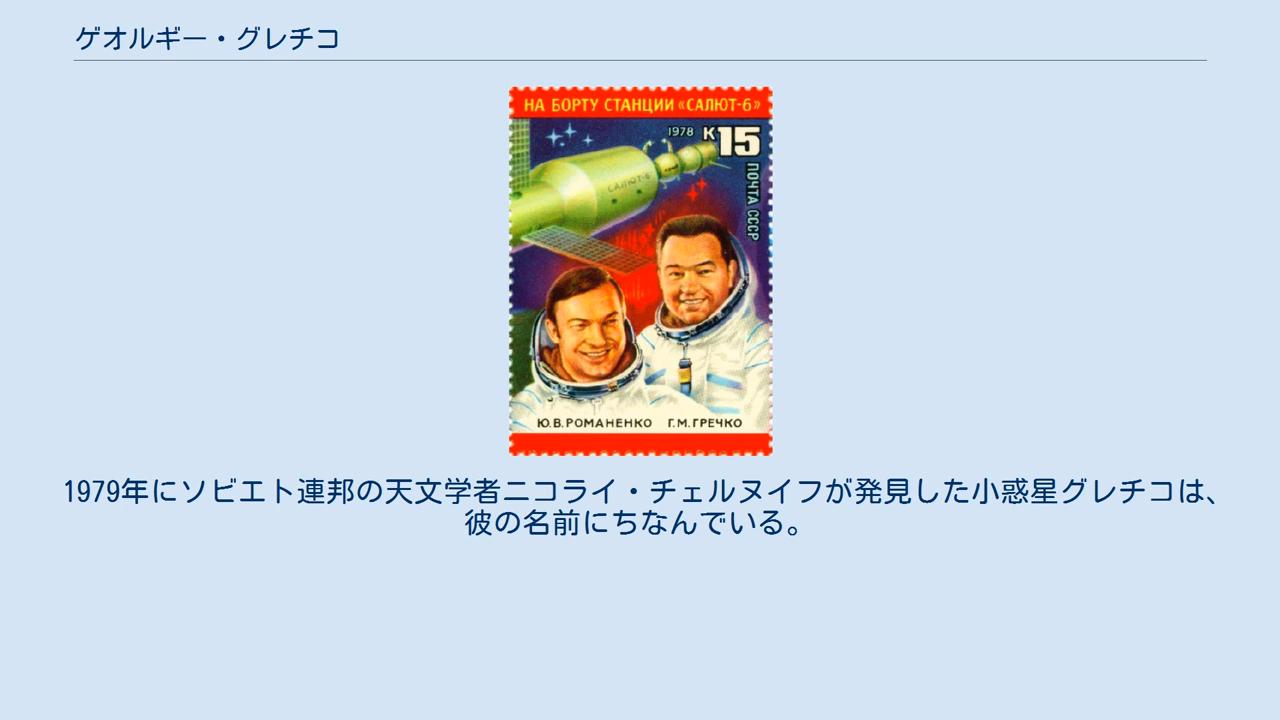 ゲオルギー・グレチコ
НА БОРТУ СТАНЦИИ «САЛЮТ-6»
1978 К15
ПОЧТА СССР
САЛЮТ-6
Ю.В.РОМАНЕНКО Г.М.ГРЕЧКО
1979年にソビエト連邦の天文学者ニコライ・チェルヌイフが発見した小惑星グレチコは、
彼の名前にちなんでいる。